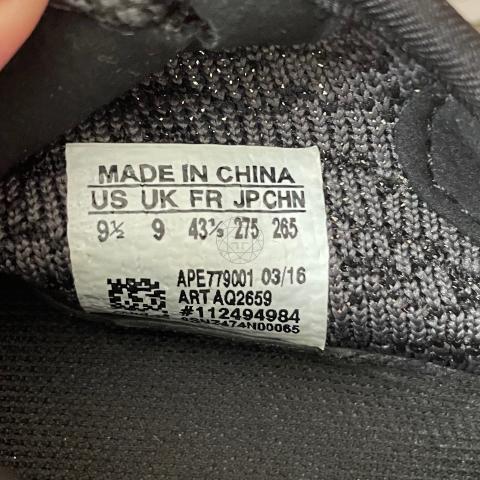 MADE IN CHINA
US UK FR JP CHN
9½ 9 43⅓ 275 265
APE779001 03/16
ART AQ2659
#112494984